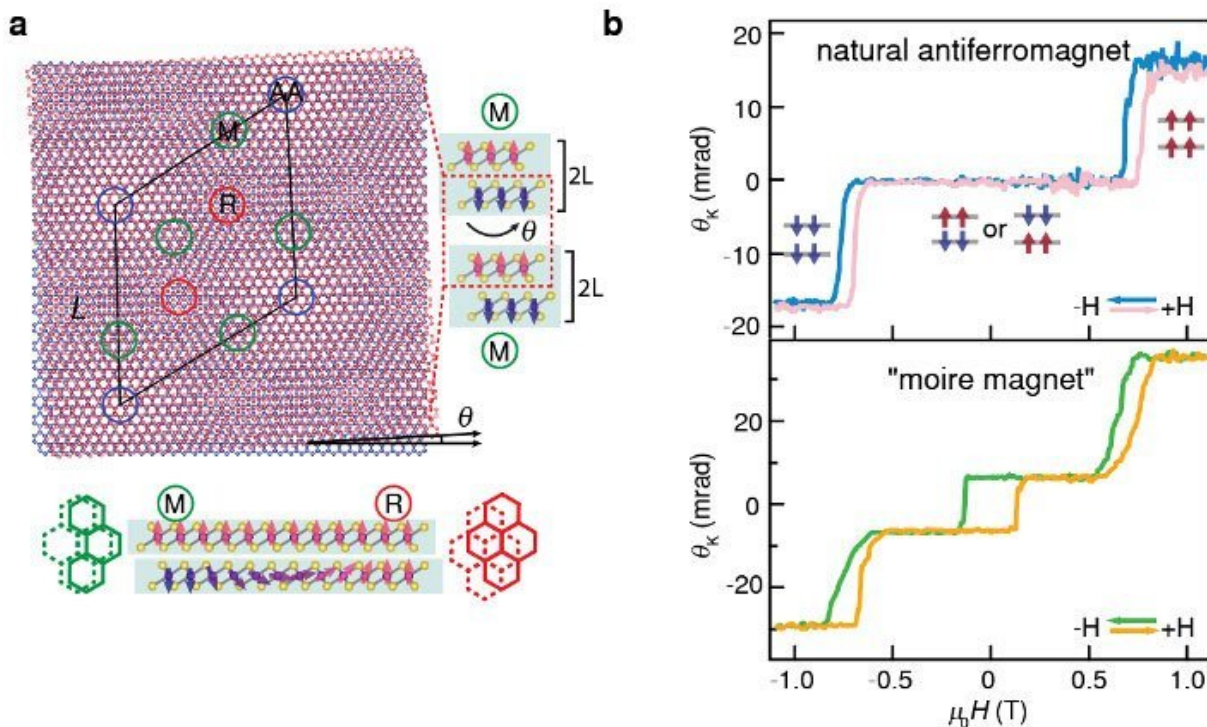 a
AA
M
R
L
M
2L
θ
2L
M
θ
M
R
b
natural antiferromagnet
θK (mrad)
20
10
0
-10
-20
or
-H
+H
"moire magnet"
θK (mrad)
20
0
-20
-H
+H
-1.0
-0.5
0
0.5
1.0
μ0H (T)